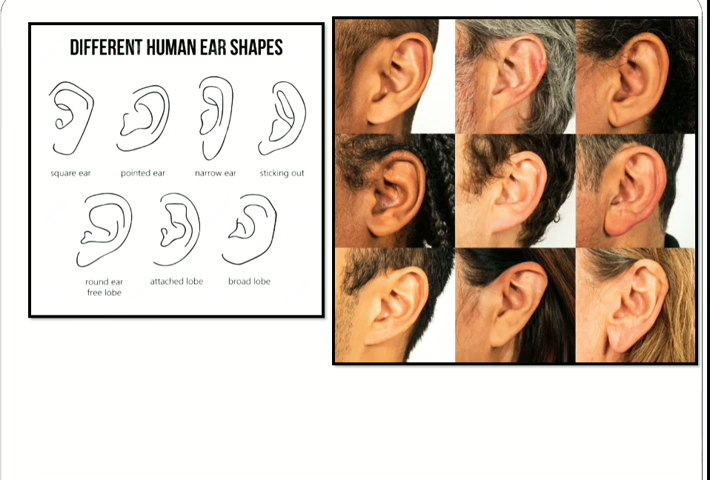 DIFFERENT HUMAN EAR SHAPES
square ear
pointed ear
narrow ear
sticking out
round ear
free lobe
attached lobe
broad lobe